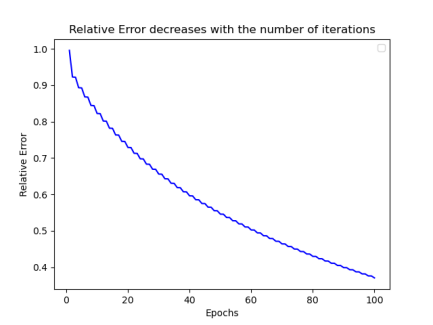 Relative Error decreases with the number of iterations
1.0
0.9
0.8
0.7
0.6
0.5
0.4
Relative Error
0 20 40 60 80 100
Epochs